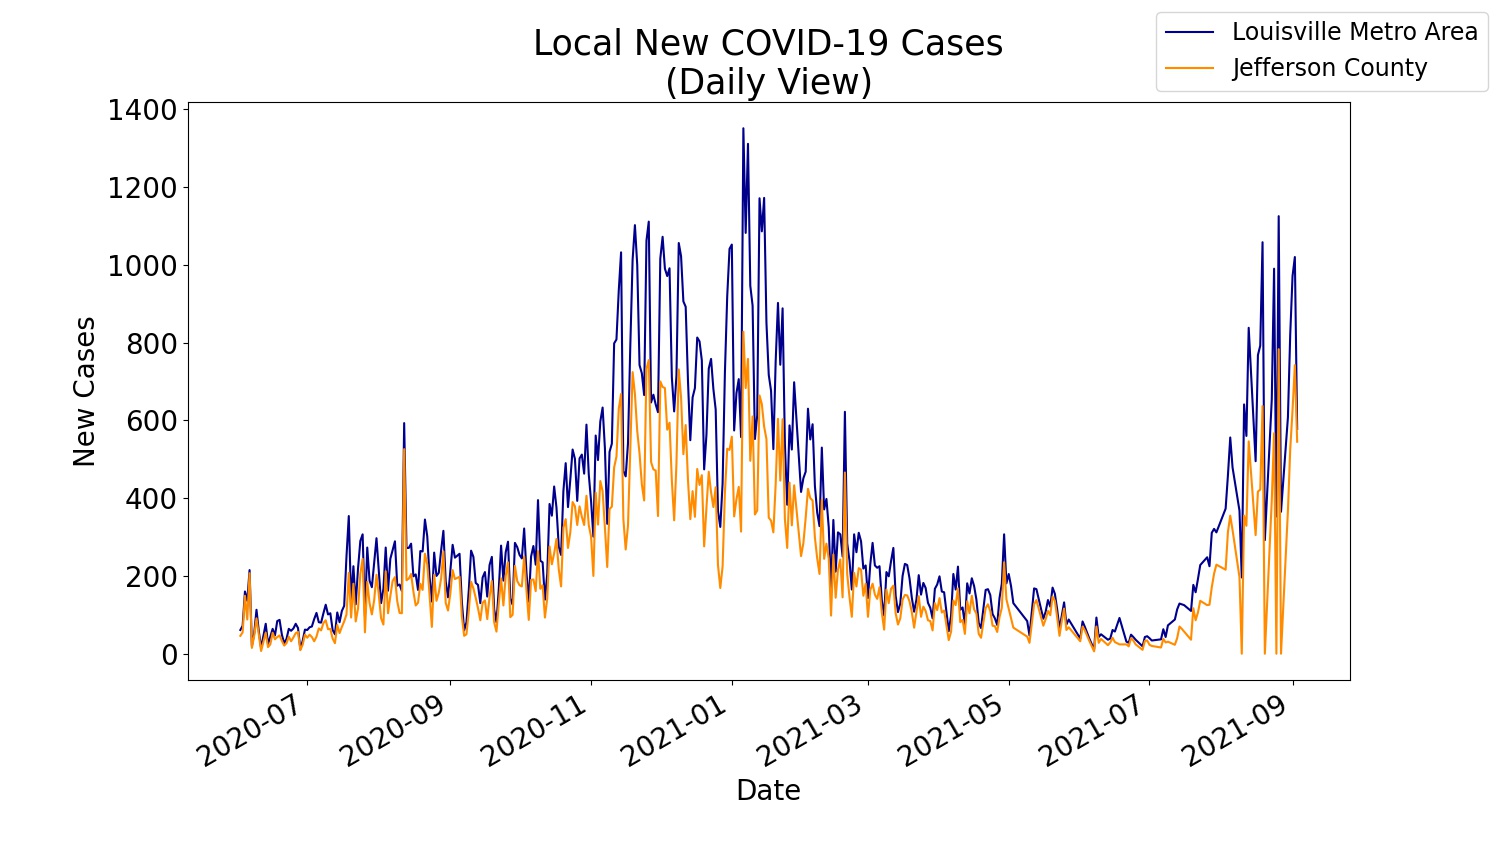 Local New COVID-19 Cases
(Daily View)
Louisville Metro Area
Jefferson County
1400
1200
1000
800
600
400
200
0
New Cases
2020-07
2020-09
2020-11
2021-01
2021-03
2021-05
2021-07
2021-09
Date